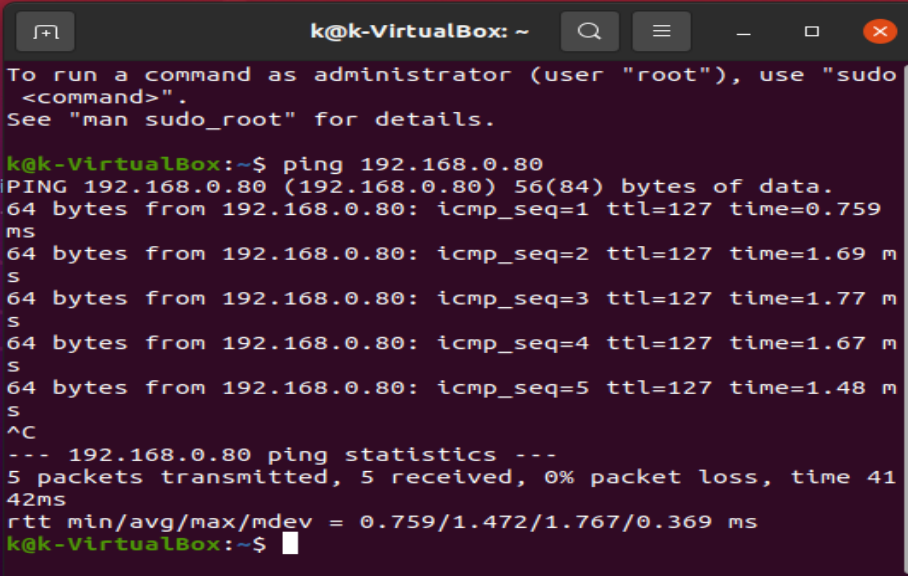 k@k-VirtualBox: ~
To run a command as administrator (user "root"), use "sudo
 <command>".
See "man sudo_root" for details.

k@k-VirtualBox:~$ ping 192.168.0.80
PING 192.168.0.80 (192.168.0.80) 56(84) bytes of data.
64 bytes from 192.168.0.80: icmp_seq=1 ttl=127 time=0.759
ms
64 bytes from 192.168.0.80: icmp_seq=2 ttl=127 time=1.69 m
s
64 bytes from 192.168.0.80: icmp_seq=3 ttl=127 time=1.77 m
s
64 bytes from 192.168.0.80: icmp_seq=4 ttl=127 time=1.67 m
s
64 bytes from 192.168.0.80: icmp_seq=5 ttl=127 time=1.48 m
s
^C
--- 192.168.0.80 ping statistics ---
5 packets transmitted, 5 received, 0% packet loss, time 41
42ms
rtt min/avg/max/mdev = 0.759/1.472/1.767/0.369 ms
k@k-VirtualBox:~$